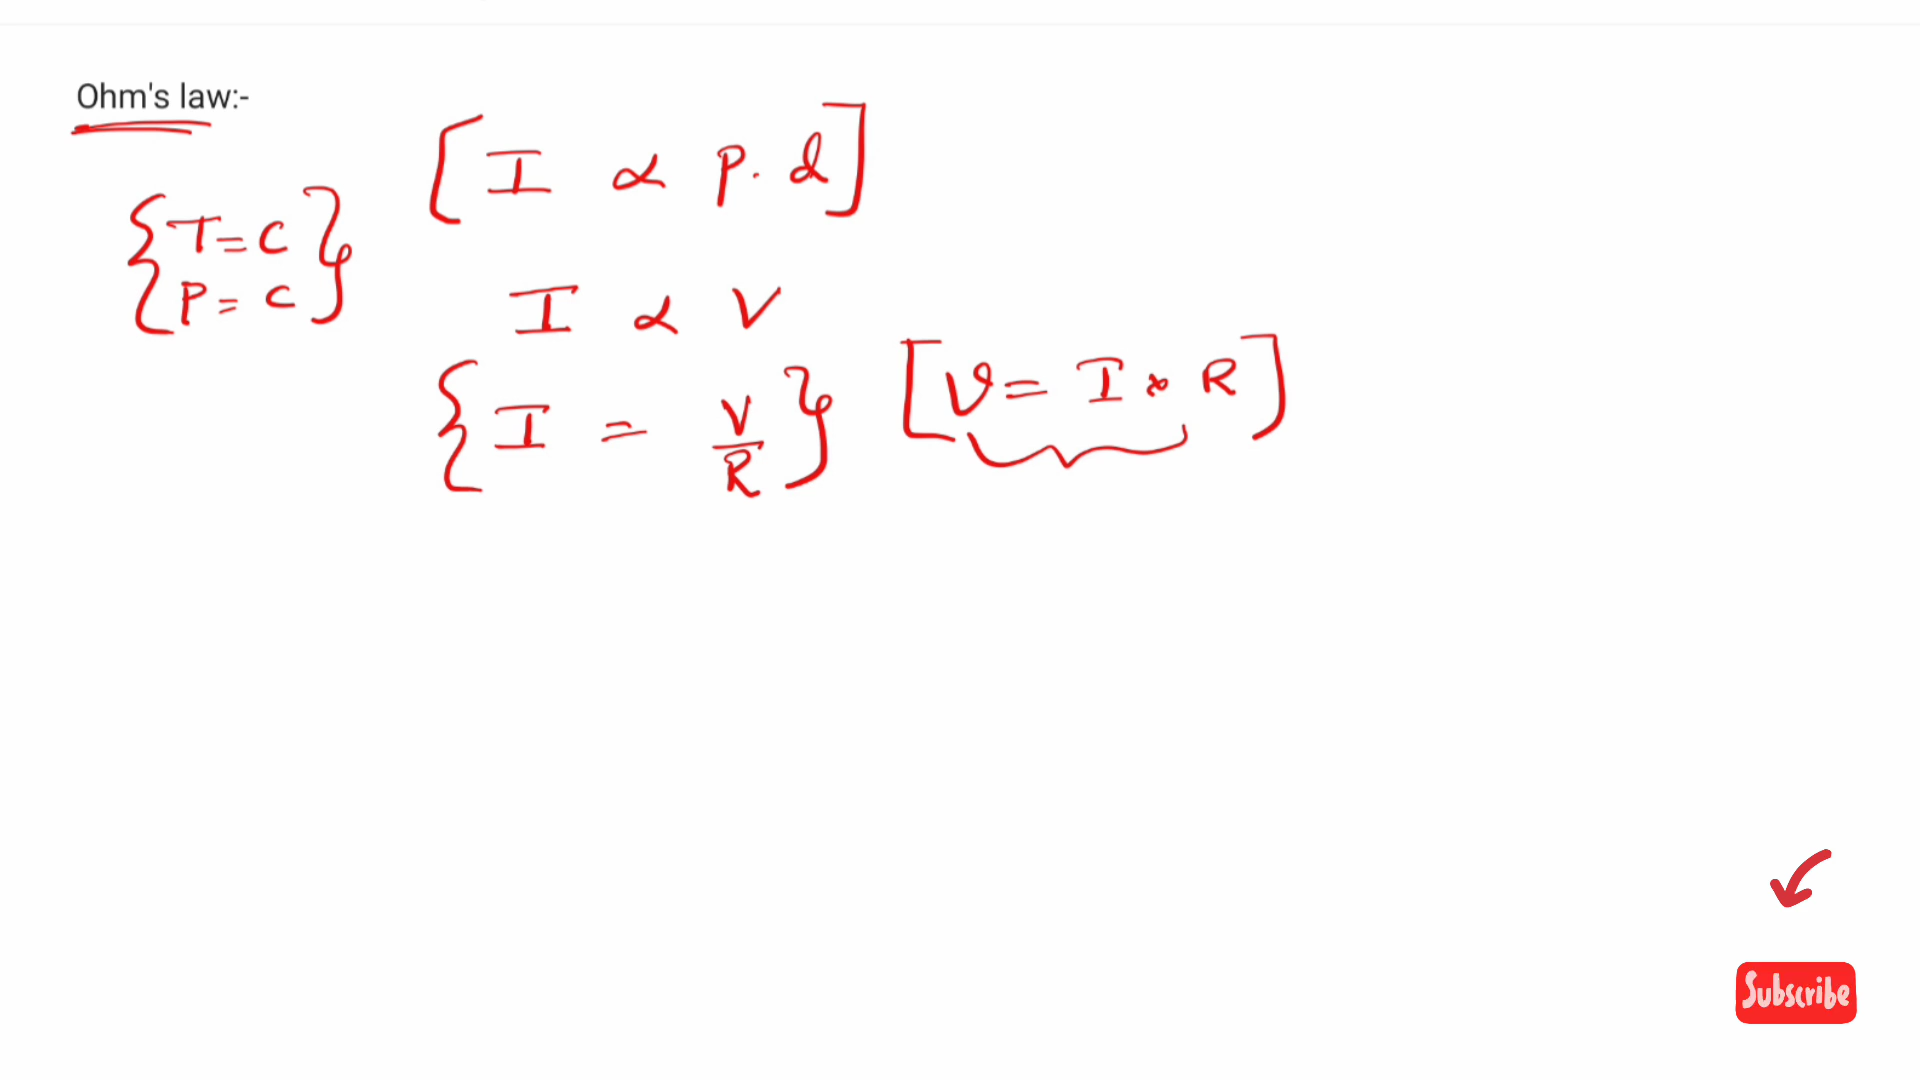 Ohm's law:-
[I ∝ P.d]
{T=C
P=C}
I ∝ V
{I = V/R} [V = I * R]
Subscribe